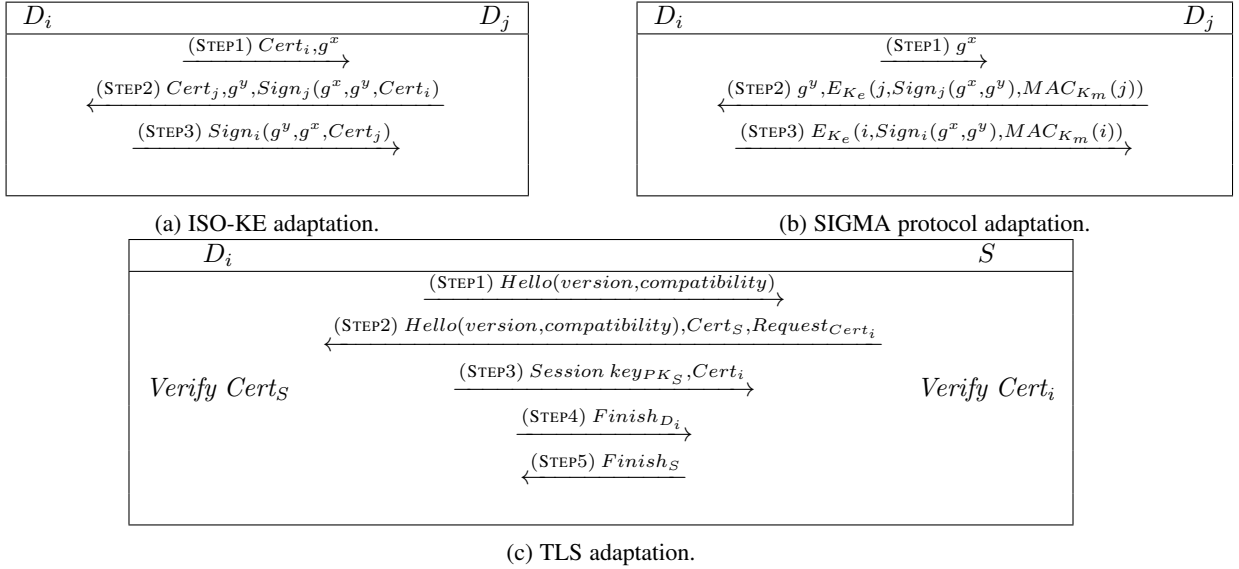 D_i D_j
(STEP1) Cert_i,g^x
(STEP2) Cert_j,g^y,Sign_j(g^x,g^y,Cert_i)
(STEP3) Sign_i(g^y,g^x,Cert_j)
(a) ISO-KE adaptation.
D_i D_j
(STEP1) g^x
(STEP2) g^y,E_{K_e}(j,Sign_j(g^x,g^y),MAC_{K_m}(j))
(STEP3) E_{K_e}(i,Sign_i(g^x,g^y),MAC_{K_m}(i))
(b) SIGMA protocol adaptation.
D_i S
(STEP1) Hello(version,compatibility)
(STEP2) Hello(version,compatibility),Cert_S,Request_{Cert_i}
Verify Cert_S (STEP3) Session key_{PK_S},Cert_i Verify Cert_i
(STEP4) Finish_{D_i}
(STEP5) Finish_S
(c) TLS adaptation.